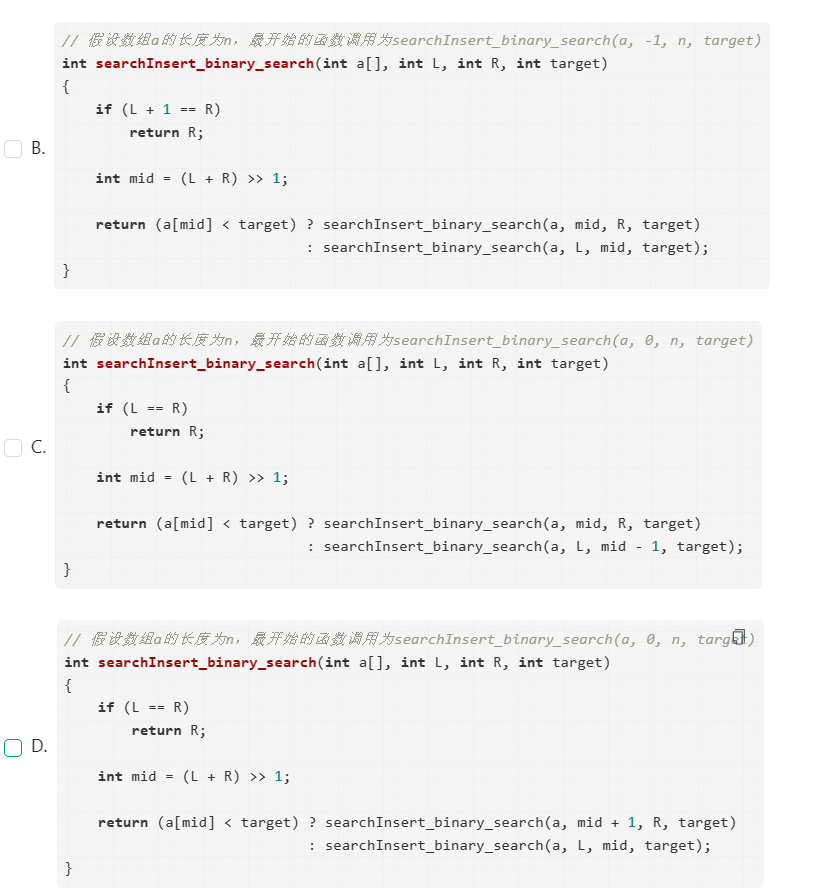 // 假设数组a的长度为n，最开始的函数调用为searchInsert_binary_search(a, -1, n, target)
int searchInsert_binary_search(int a[], int L, int R, int target)
{
    if (L + 1 == R)
        return R;
    int mid = (L + R) >> 1;
B.
    return (a[mid] < target) ? searchInsert_binary_search(a, mid, R, target)
                             : searchInsert_binary_search(a, L, mid, target);
}
// 假设数组a的长度为n，最开始的函数调用为searchInsert_binary_search(a, 0, n, target)
int searchInsert_binary_search(int a[], int L, int R, int target)
{
    if (L == R)
        return R;
C.
    int mid = (L + R) >> 1;
    return (a[mid] < target) ? searchInsert_binary_search(a, mid, R, target)
                             : searchInsert_binary_search(a, L, mid - 1, target);
}
// 假设数组a的长度为n，最开始的函数调用为searchInsert_binary_search(a, 0, n, target)
int searchInsert_binary_search(int a[], int L, int R, int target)
{
    if (L == R)
        return R;
D.
    int mid = (L + R) >> 1;
    return (a[mid] < target) ? searchInsert_binary_search(a, mid + 1, R, target)
                             : searchInsert_binary_search(a, L, mid, target);
}